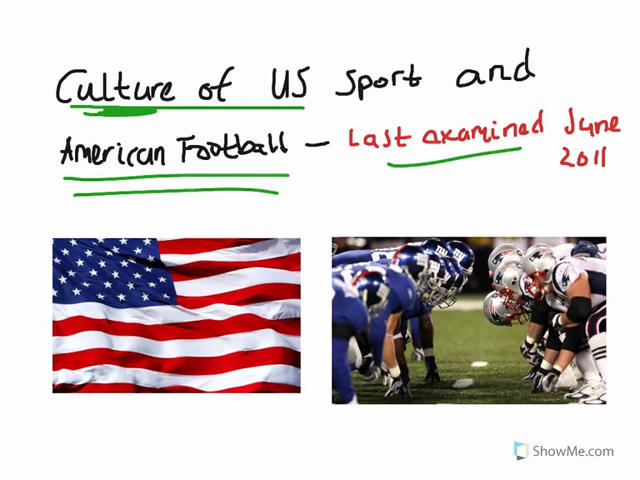 Culture of US Sport and
American Football – Last examined June
2011
ShowMe.com